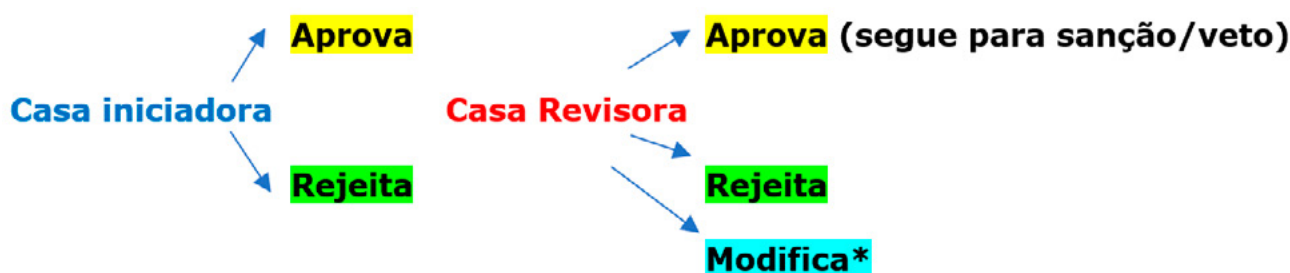 Aprova
Aprova (segue para sanção/veto)
Casa iniciadora
Casa Revisora
Rejeita
Rejeita
Modifica*